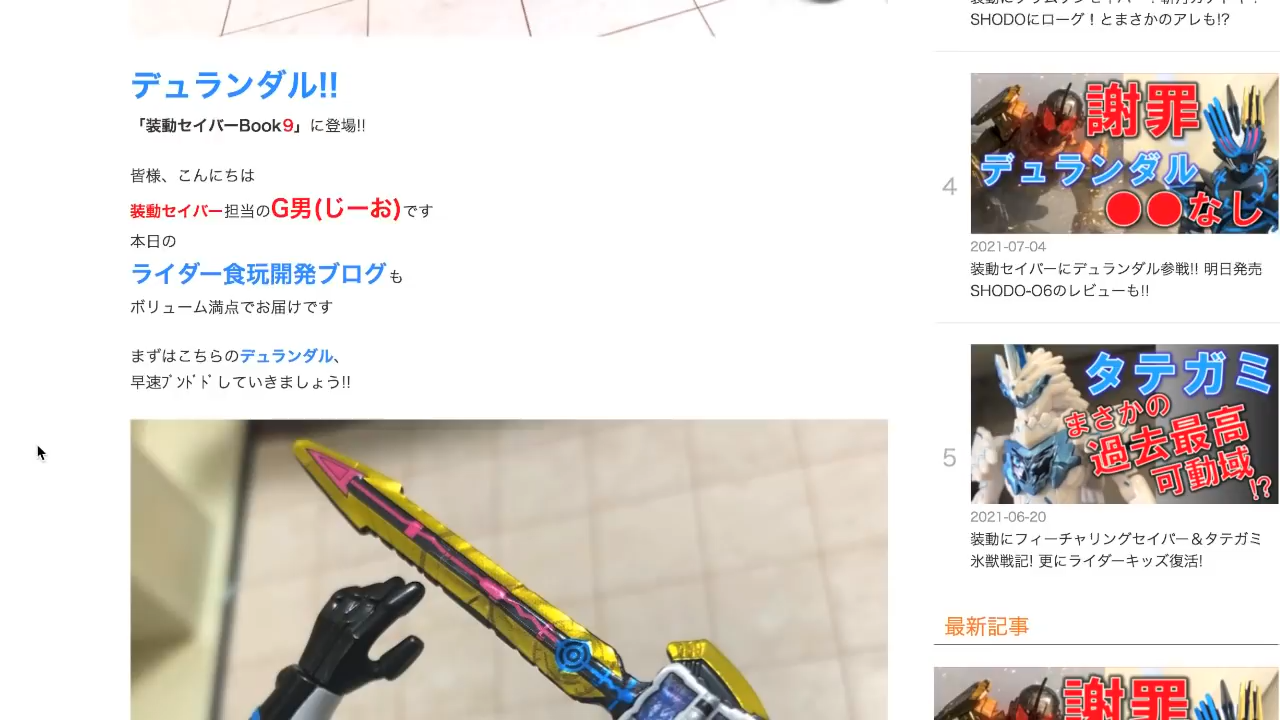 デュランダル!!
「装動セイバーBook9」に登場!!
皆様、こんにちは
装動セイバー担当のG男(じーお)です
本日の
ライダー食玩開発ブログも
ボリューム満点でお届けです
まずはこちらのデュランダル、
早速ﾌﾞﾝﾄﾞﾄﾞしていきましょう!!
SHODOにローグ！とまさかのアレも!?
4
謝罪
デュランダル
●●なし
2021-07-04
装動セイバーにデュランダル参戦!! 明日発売
SHODO-O6のレビューも!!
5
タテガミ
まさかの
過去最高
可動域
!?
2021-06-20
装動にフィーチャリングセイバー＆タテガミ
氷獣戦記! 更にライダーキッズ復活!
最新記事
謝罪